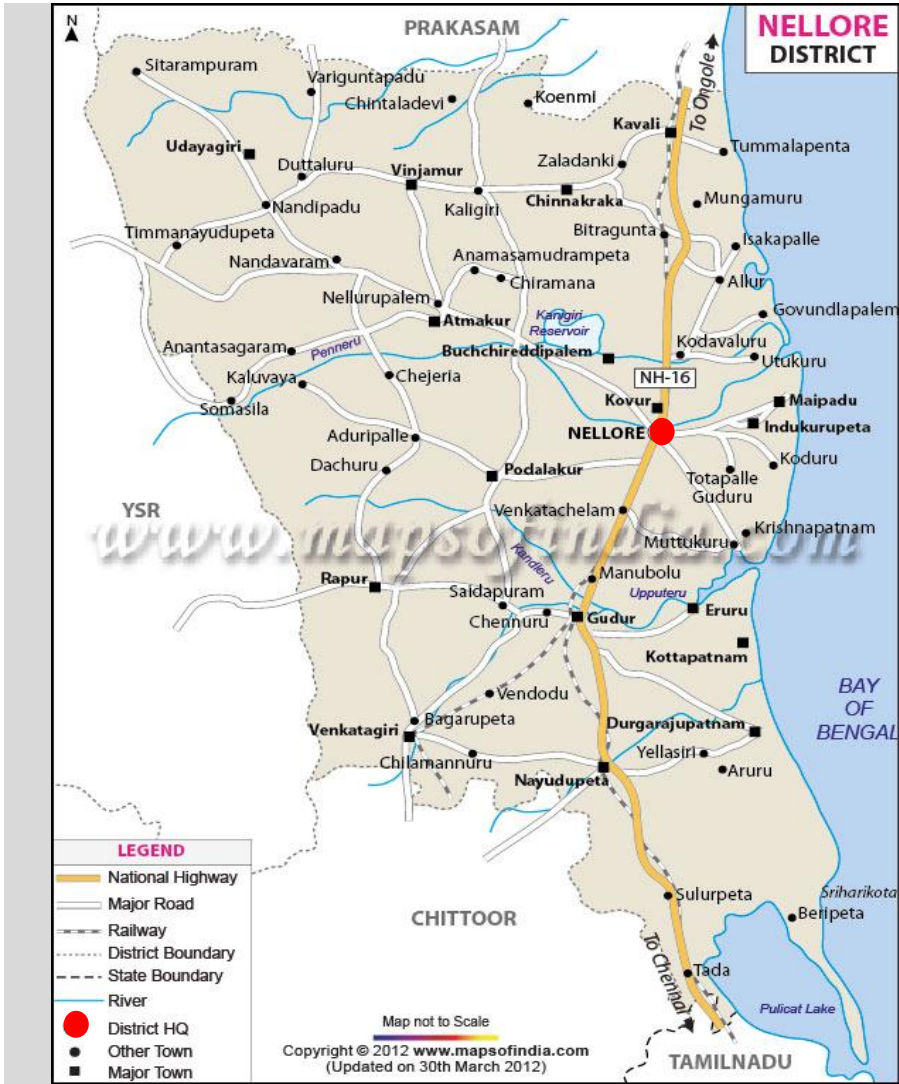 N
PRAKASAM
NELLORE
DISTRICT
To Ongole
Sitarampuram
Variguntapadu
Chintaladevi
Koenmi
Kavali
Tummalapenta
Udayagiri
Duttaluru
Vinjamur
Zaladanki
Kaligiri
Chinnakraka
Mungamuru
Nandipadu
Bitragunta
Timmanayudupeta
Isakapalle
Nandavaram
Anamasamudrampeta
Chiramana
Allur
Nellurupalem
Govundlapalem
Atmakur
Kanigiri
Reservoir
Kodavaluru
Anantasagaram
Penneru
Buchchireddipalem
Utukuru
Kaluvaya
Chejeria
NH-16
Somasila
Kovur
Maipadu
NELLORE
Indukurupeta
Aduripalle
Dachuru
Podalakur
Koduru
Totapalle
Guduru
YSR
Venkatachelam
Krishnapatnam
www.mapsofindia.com
Muttukuru
Kandleru
Manubolu
Rapur
Saidapuram
Upputeru
Chennuru
Gudur
Eruru
Kottapatnam
Vendodu
BAY
OF
BENGAL
Bagarupeta
Durgarajupatnam
Venkatagiri
Chilamannuru
Yellasiri
Nayudupeta
Aruru
LEGEND
National Highway
Major Road
Railway
District Boundary
State Boundary
River
District HQ
Other Town
Major Town
CHITTOOR
Sulurpeta
Sriharikota
Beripeta
To Chennai
Tada
Pulicat Lake
Map not to Scale
Copyright © 2012 www.mapsofindia.com
(Updated on 30th March 2012)
TAMILNADU